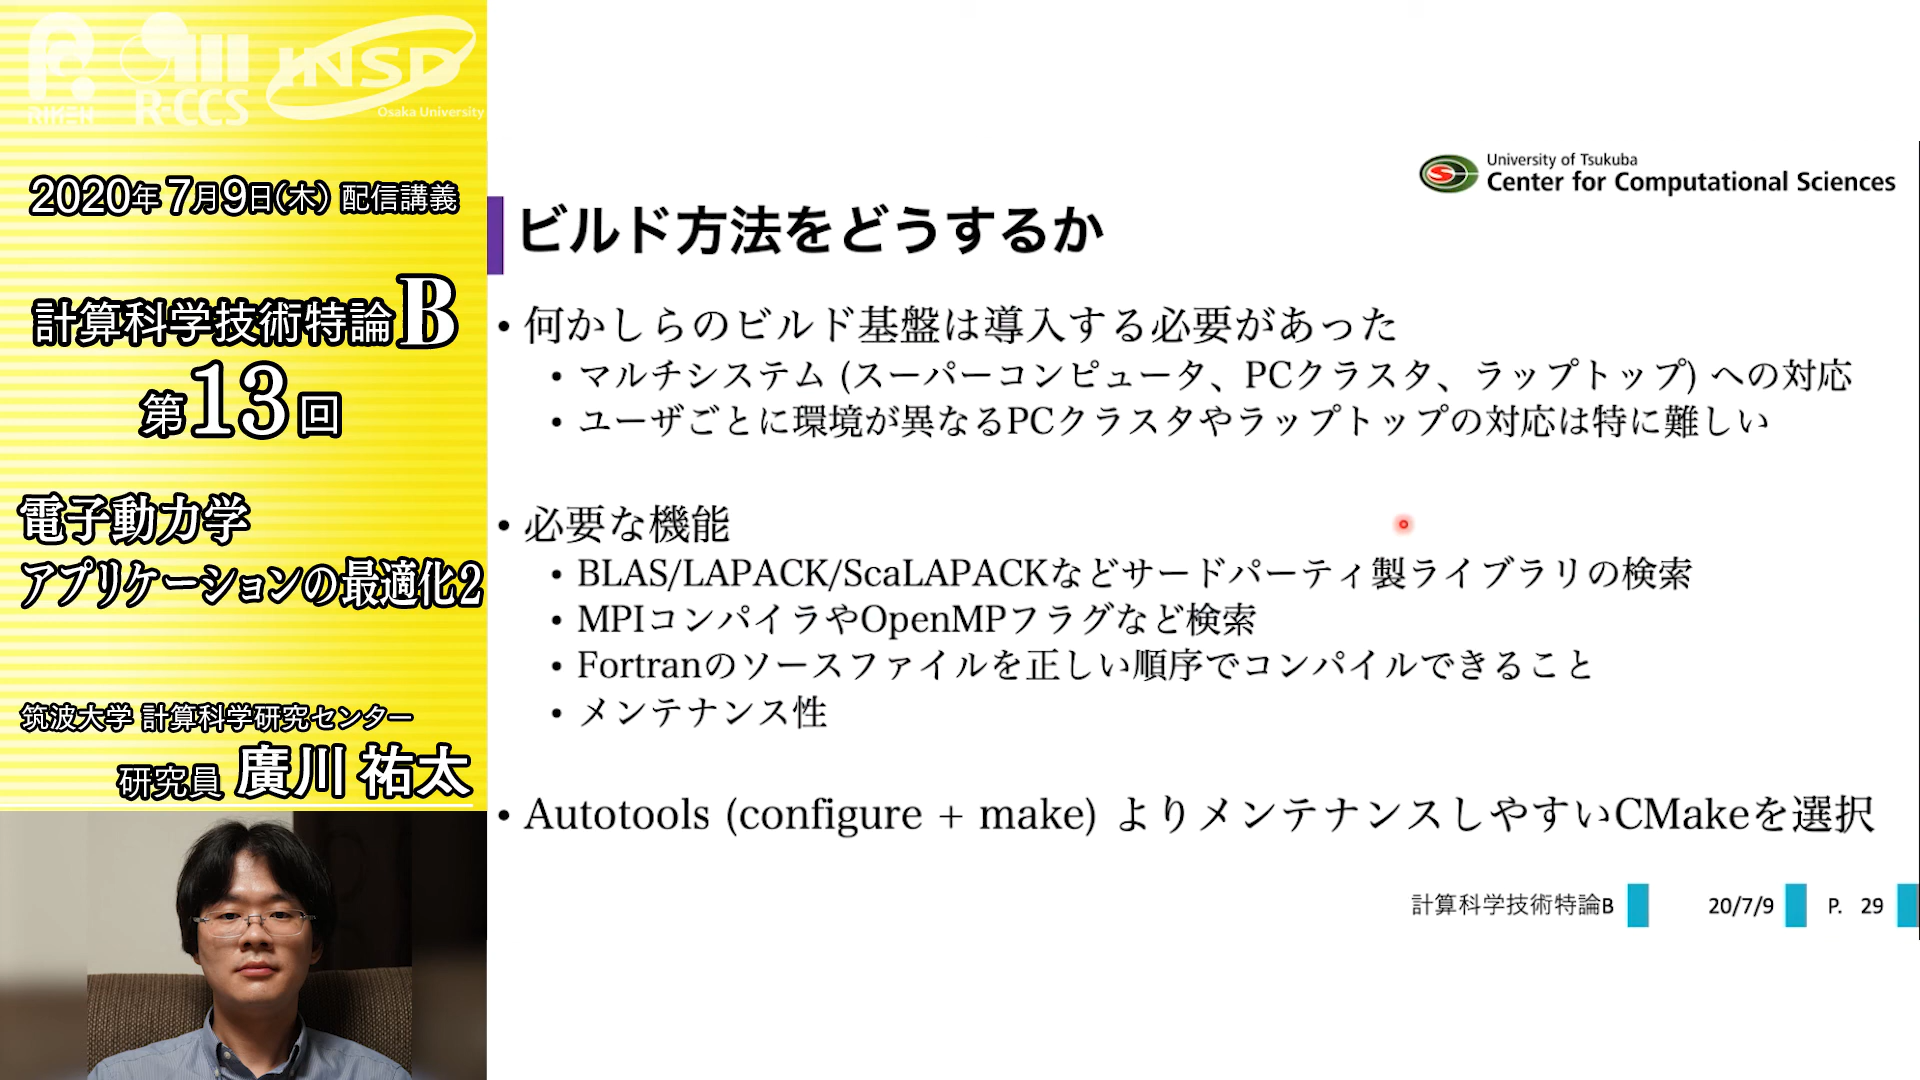 RIKEN
R-CCS
INSD
Osaka University
2020年 7月9日(木) 配信講義
計算科学技術特論B
第13回
電子動力学
アプリケーションの最適化2
筑波大学 計算科学研究センター
研究員 廣川 祐太
University of Tsukuba
Center for Computational Sciences
ビルド方法をどうするか
• 何かしらのビルド基盤は導入する必要があった
• マルチシステム (スーパーコンピュータ、PCクラスタ、ラップトップ) への対応
• ユーザごとに環境が異なるPCクラスタやラップトップの対応は特に難しい
• 必要な機能
• BLAS/LAPACK/ScaLAPACKなどサードパーティ製ライブラリの検索
• MPIコンパイラやOpenMPフラグなど検索
• Fortranのソースファイルを正しい順序でコンパイルできること
• メンテナンス性
• Autotools (configure + make) よりメンテナンスしやすいCMakeを選択
計算科学技術特論B 20/7/9 P. 29